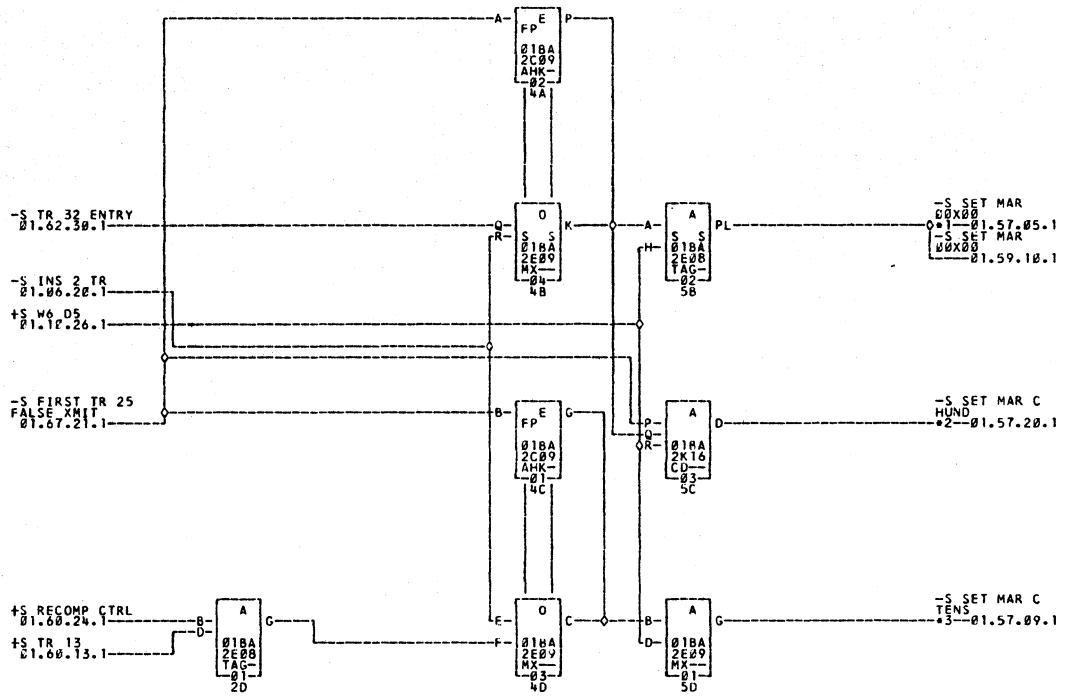 A E P
FP
01BA
2C09
AHK-
-02-
4A
-S TR 32 ENTRY
01.62.30.1
Q O K
R
S S
01BA
2E09
MX--
-04-
4B
A A PL
S S
H 01BA
2E08
TAG-
-02-
5B
-S SET MAR
00X00
*1--01.57.05.1
-S SET MAR
00X00
01.59.10.1
-S INS 2 TR
01.06.20.1
+S W6 D5
01.10.26.1
-S FIRST TR 25
FALSE XMIT
01.67.21.1
B E G
FP
01BA
2C09
AHK-
-01-
4C
A
P D
Q
R 01BA
2K16
CD--
-03-
5C
-S SET MAR C
HUND
*2--01.57.20.1
+S RECOMP CTRL
01.60.24.1
+S TR 13
01.60.13.1
A
B G
D
01BA
2E08
TAG-
-01-
2D
O
E C
F 01BA
2E09
MX--
-03-
4D
A
B G
D 01BA
2E09
MX--
-01-
5D
-S SET MAR C
TENS
*3--01.57.09.1